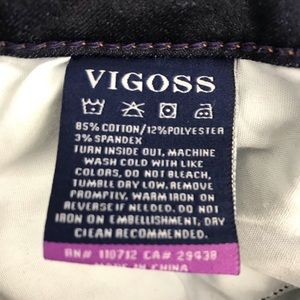 VIGOSS
85% COTTON/12%POLYESTER
3% SPANDEX
TURN INSIDE OUT, MACHINE
WASH COLD WITH LIKE
COLORS, DO NOT BLEACH,
TUMBLE DRY LOW. REMOVE
PROMPTLY, WARM IRON ON
REVERSE IF NEEDED. DO NOT
IRON ON EMBELLISHMENT, DRY
CLEAN RECOMMENDED.
RN# 110712 CA# 29438
MADE IN CHINA